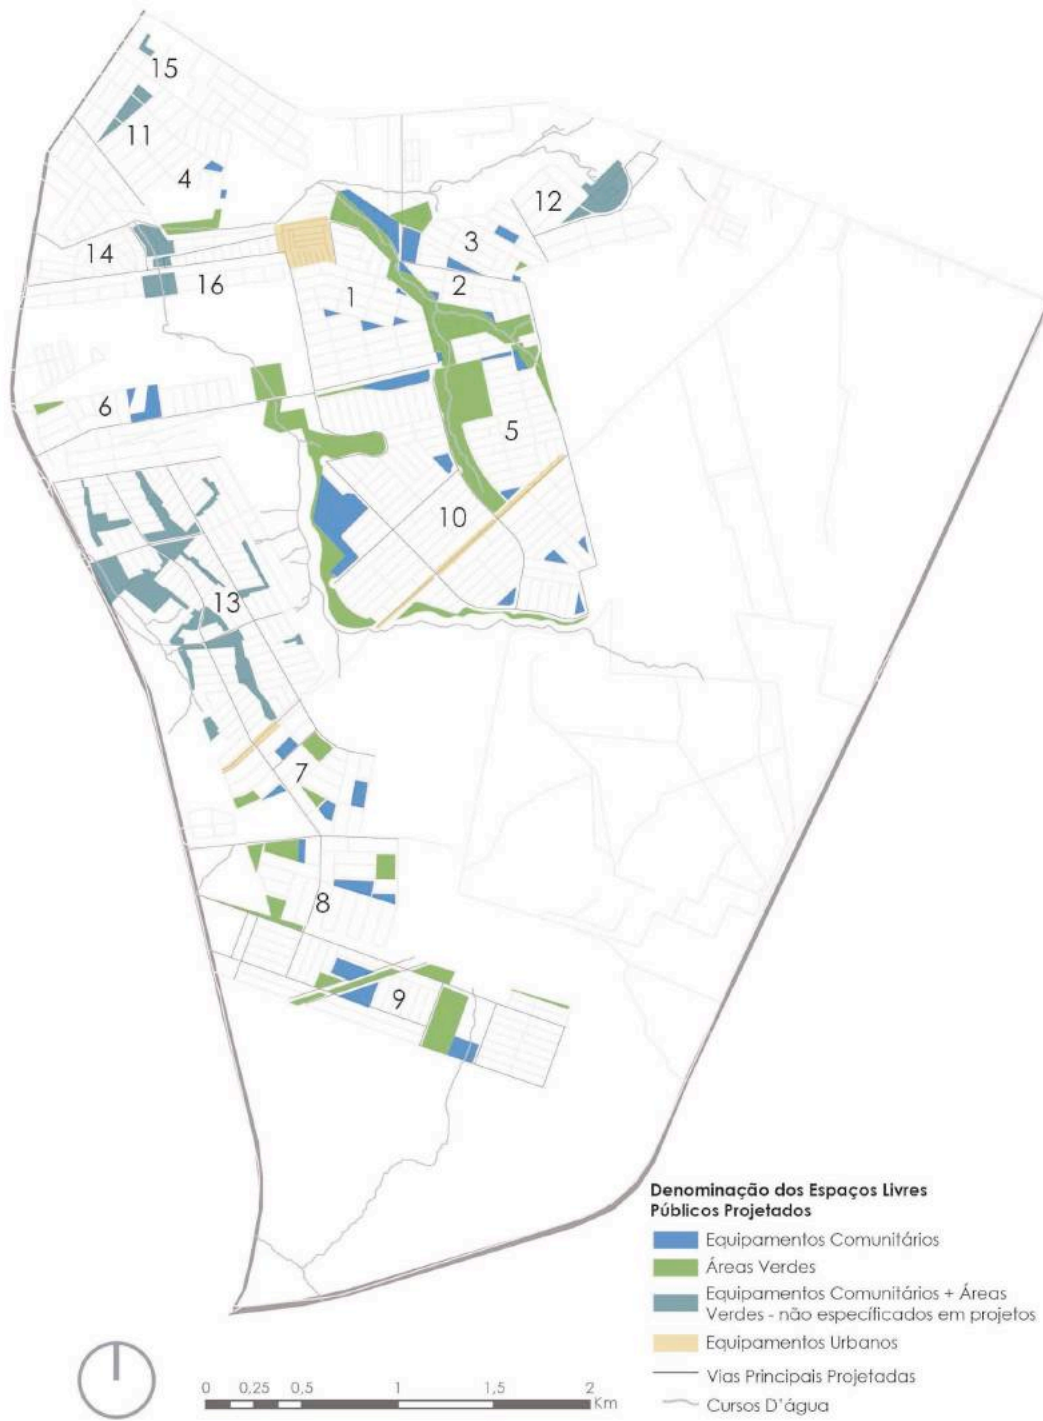 15
11
4
12
3
14
16
2
1
6
5
10
13
7
8
9
Denominação dos Espaços Livres
Públicos Projetados
Equipamentos Comunitários
Áreas Verdes
Equipamentos Comunitários + Áreas
Verdes - não específicados em projetos
Equipamentos Urbanos
Vias Principais Projetadas
Cursos D'água
0 0,25 0,5 1 1,5 2
Km